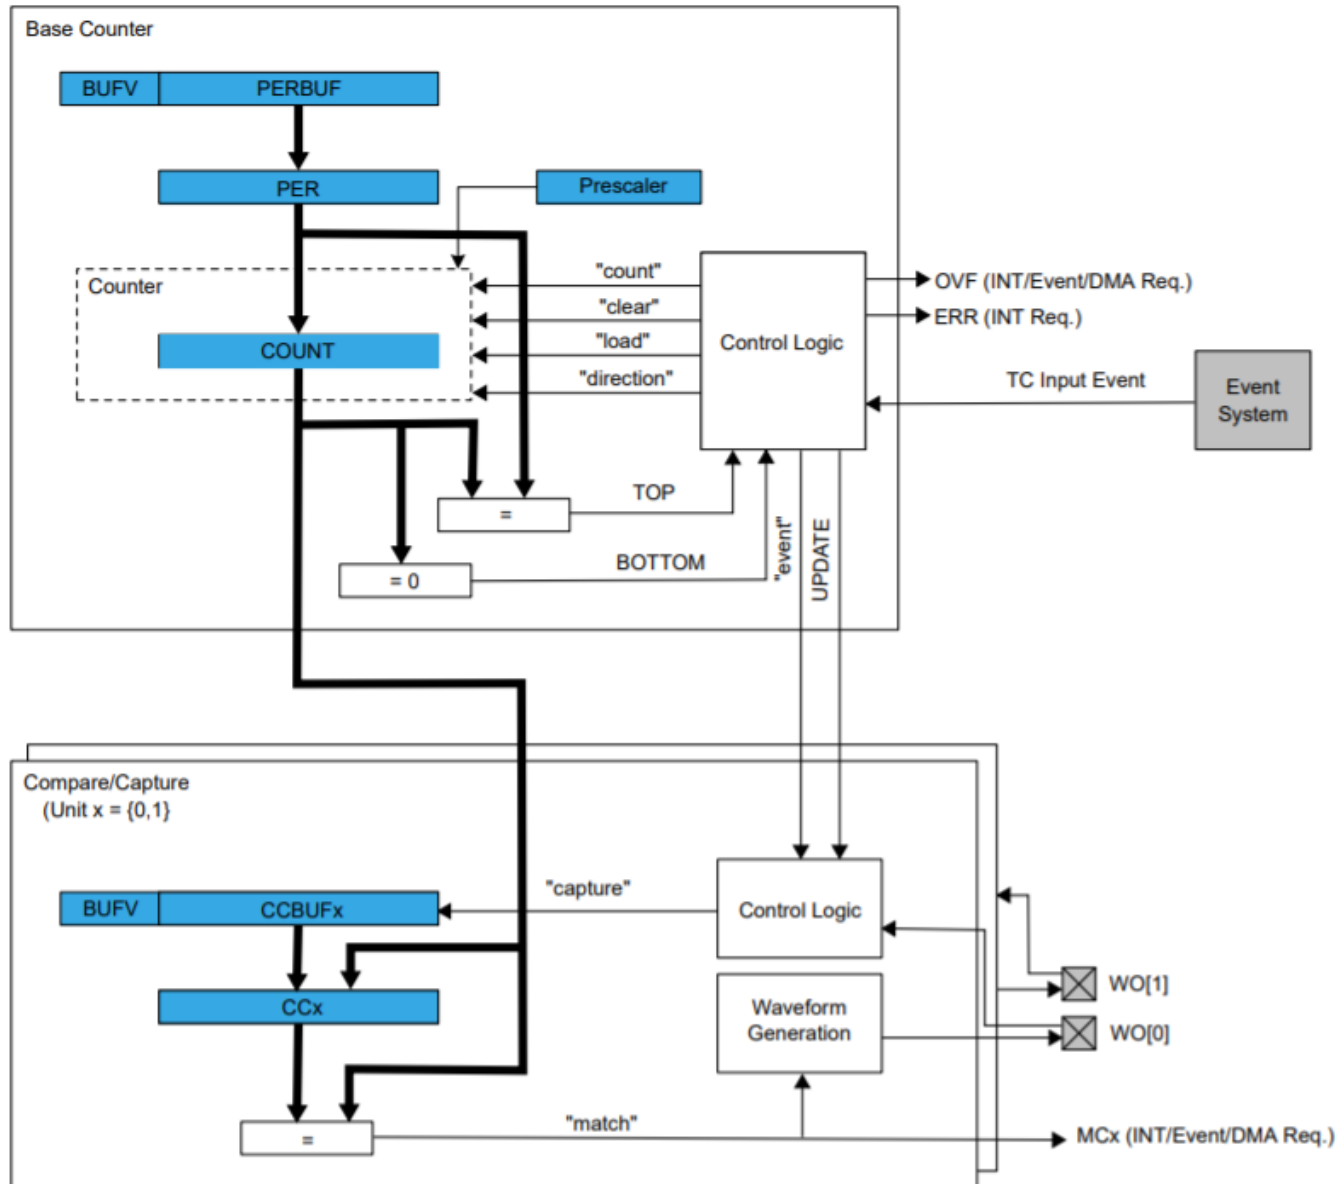 Base Counter
BUFV PERBUF
PER
Prescaler
Counter
COUNT
"count"
"clear"
"load"
"direction"
Control Logic
OVF (INT/Event/DMA Req.)
ERR (INT Req.)
TC Input Event
Event
System
=
TOP
= 0
BOTTOM
"event"
UPDATE
Compare/Capture
(Unit x = {0,1}
BUFV CCBUFx
"capture"
Control Logic
CCx
Waveform
Generation
WO[1]
WO[0]
=
"match"
MCx (INT/Event/DMA Req.)